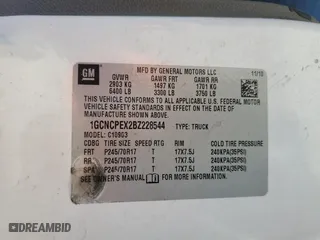 GM
MFD BY GENERAL MOTORS LLC
11/10
GVWR GAWR FRT GAWR RR
2903 KG 1497 KG 1701 KG
6400 LB 3300 LB 3750 LB
THIS VEHICLE CONFORMS TO ALL APPLICABLE U.S. FEDERAL MOTOR
VEHICLE SAFETY STANDARDS IN EFFECT ON THE DATE OF
MANUFACTURE SHOWN ABOVE.
1GCNCPEX2BZ228544 TYPE: TRUCK
MODEL: C10903
TIRE SIZE SPEED RTG RIM COLD TIRE PRESSURE
FRT P245/70R17 T 17X7.5J 240KPA(35PSI)
RR P245/70R17 T 17X7.5J 240KPA(35PSI)
SPA P245/70R17 T 17X7.5J 240KPA(35PSI)
SEE OWNER'S MANUAL FOR ADDITIONAL INFORMATION.
DREAMBID